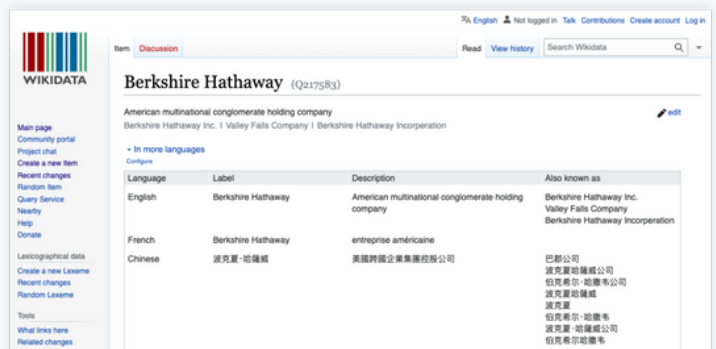 English Not logged in Talk Contributions Create account Log in
WIKIDATA
Item Discussion
Read View history Search Wikidata
Berkshire Hathaway (Q217583)
American multinational conglomerate holding company
edit
Berkshire Hathaway Inc. | Valley Falls Company | Berkshire Hathaway Incorperation
In more languages
Configure
Language Label Description Also known as
English Berkshire Hathaway American multinational conglomerate holding company Berkshire Hathaway Inc.
Valley Falls Company
Berkshire Hathaway Incorperation
French Berkshire Hathaway entreprise américaine
Chinese 波克夏·哈薩威 美國跨國企業集團控股公司 巴郡公司
波克夏哈薩威公司
伯克希尔·哈撒韦公司
波克夏哈薩威
波克夏
伯克希尔·哈撒韦
波克夏·哈薩威公司
伯克希尔哈撒韦
Main page
Community portal
Project chat
Create a new Item
Recent changes
Random Item
Query Service
Nearby
Help
Donate
Lexicographical data
Create a new Lexeme
Recent changes
Random Lexeme
Tools
What links here
Related changes